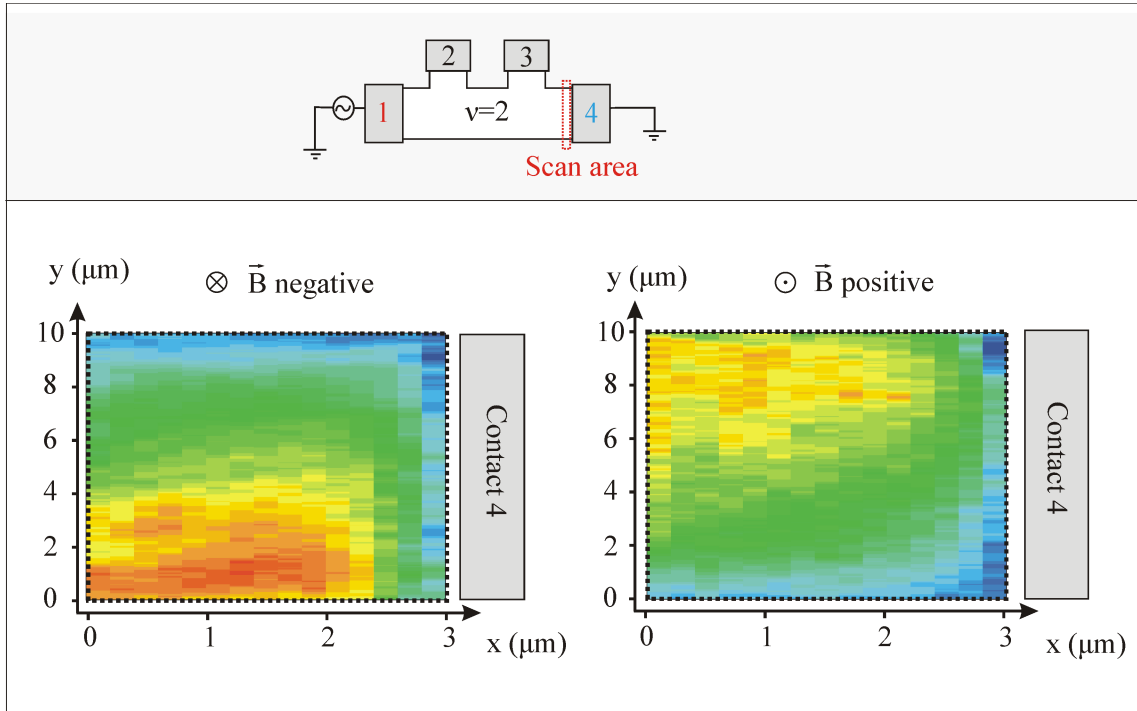 2
3
1
ν=2
4
Scan area
y (μm)
⊗ B⃗ negative
10
8
6
4
2
0
0
1
2
3
x (μm)
Contact 4
y (μm)
⊙ B⃗ positive
10
8
6
4
2
0
0
1
2
3
x (μm)
Contact 4